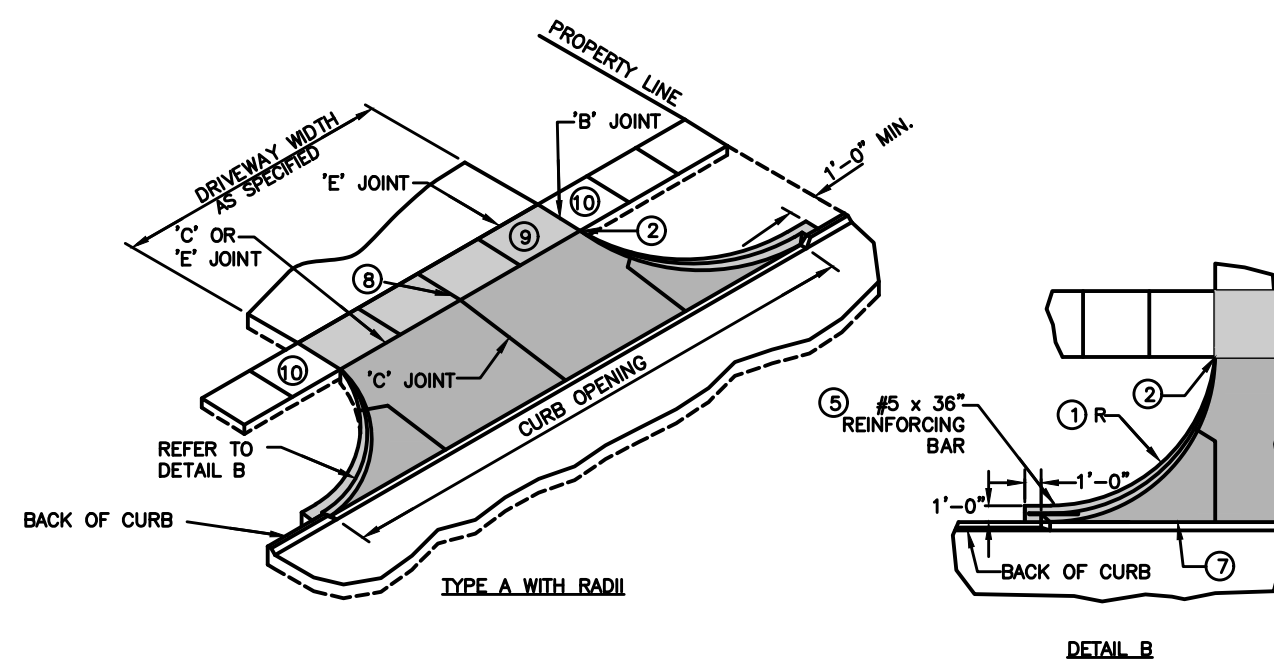 PROPERTY LINE
1'-0" MIN.
'B' JOINT
DRIVEWAY WIDTH
AS SPECIFIED
'E' JOINT
10
2
9
'C' OR
'E' JOINT
8
10
'C' JOINT
CURB OPENING
REFER TO
DETAIL B
BACK OF CURB
TYPE A WITH RADII
2
5 #5 x 36"
REINFORCING
BAR
1 R
1'-0"
1'-0"
BACK OF CURB
7
DETAIL B